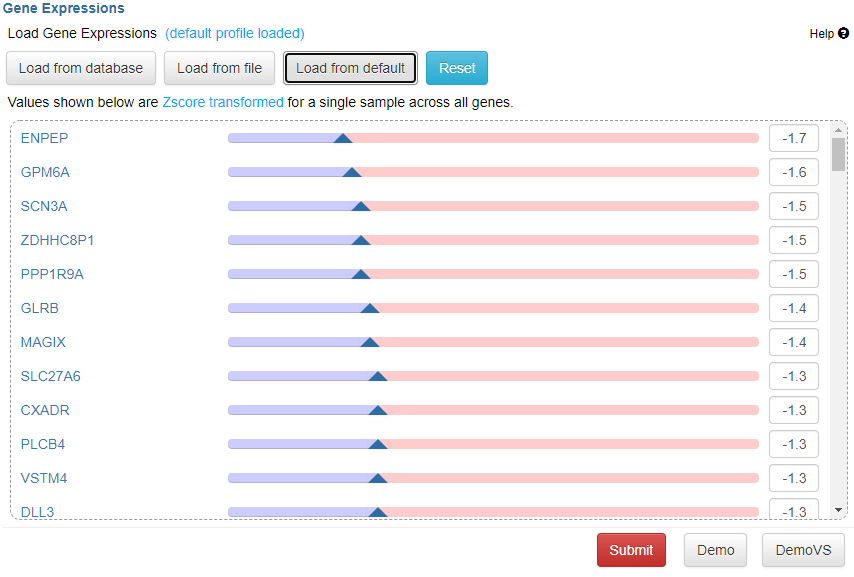 Gene Expressions
Load Gene Expressions (default profile loaded) Help
Load from database Load from file Load from default Reset
Values shown below are Zscore transformed for a single sample across all genes.
ENPEP -1.7
GPM6A -1.6
SCN3A -1.5
ZDHHC8P1 -1.5
PPP1R9A -1.5
GLRB -1.4
MAGIX -1.4
SLC27A6 -1.3
CXADR -1.3
PLCB4 -1.3
VSTM4 -1.3
DLL3 -1.3
Submit Demo DemoVS